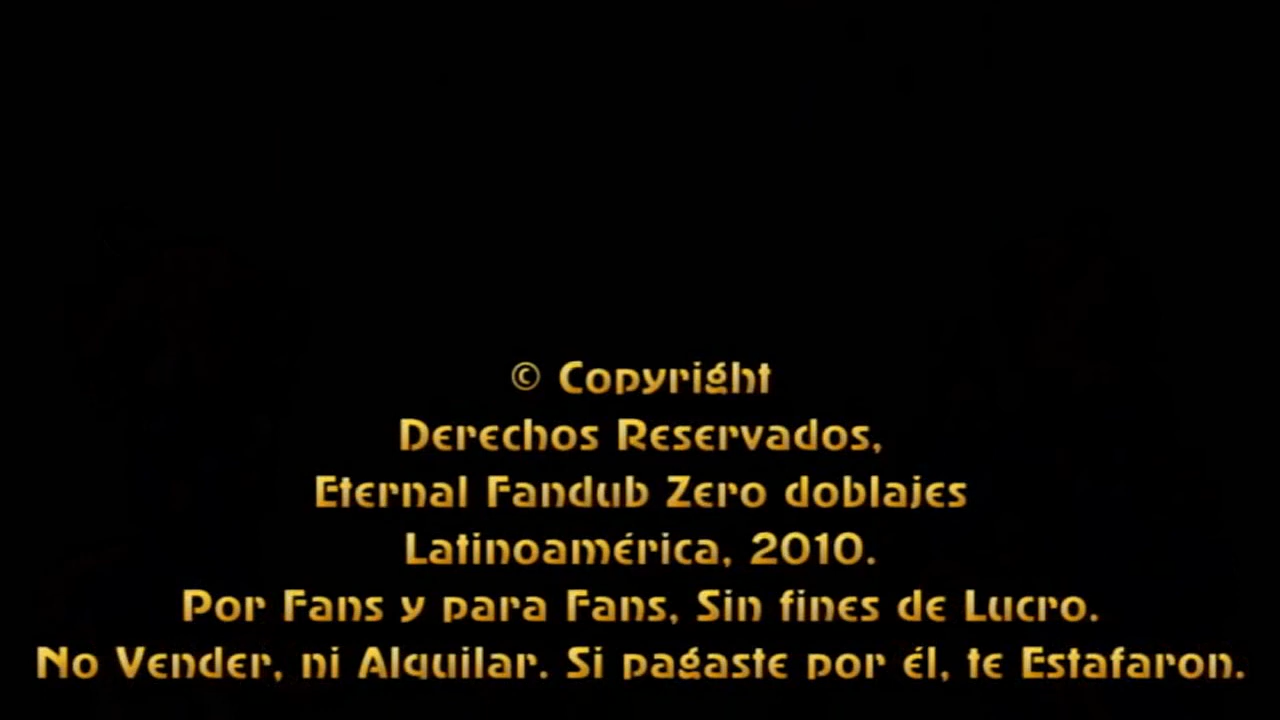 © Copyright
Derechos Reservados,
Eternal Fandub Zero doblajes
Latinoamérica, 2010.
Por Fans y para Fans, Sin fines de Lucro.
No Vender, ni Alquilar. Si pagaste por él, te Estafaron.